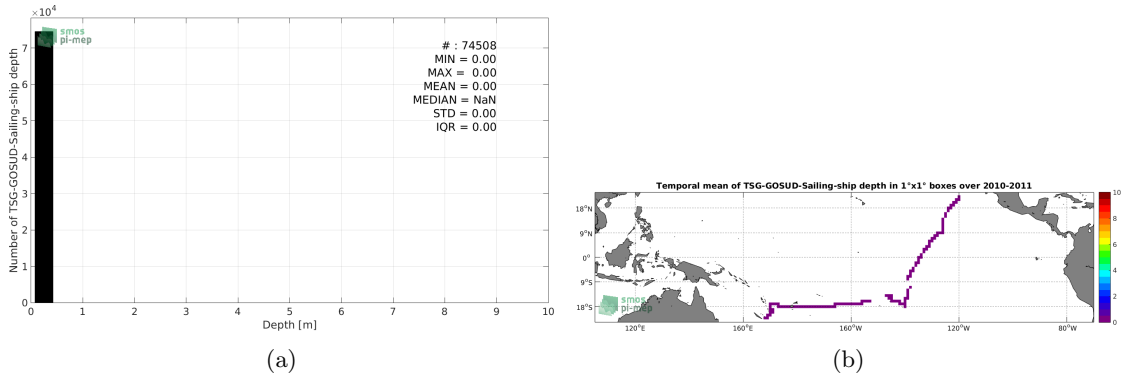 ×10⁴
smos
pi-mep
# : 74508
MIN = 0.00
MAX = 0.00
MEAN = 0.00
MEDIAN = NaN
STD = 0.00
IQR = 0.00
Number of TSG-GOSUD-Sailing-ship depth
7
6
5
4
3
2
1
0
0 1 2 3 4 5 6 7 8 9 10
Depth [m]
(a)
Temporal mean of TSG-GOSUD-Sailing-ship depth in 1°x1° boxes over 2010-2011
18°N
9°N
0°
9°S
18°S
smos
pi-mep
120°E 160°E 160°W 120°W 80°W
10
8
6
4
2
0
(b)